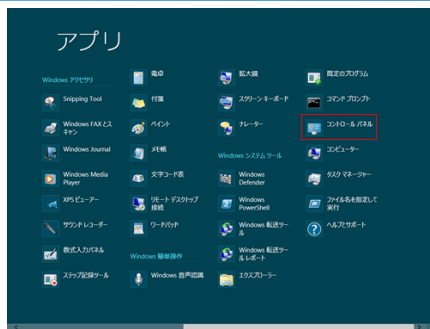 アプリ
Windows アクセサリ
Snipping Tool
Windows FAX とス
キャン
Windows Journal
Windows Media
Player
XPS ビューアー
サウンド レコーダー
数式入力パネル
ステップ記録ツール
電卓
付箋
ペイント
メモ帳
文字コード表
リモート デスクトップ
接続
ワードパッド
Windows 簡単操作
Windows 音声認識
拡大鏡
スクリーン キーボード
ナレーター
Windows システム ツール
Windows
Defender
Windows
PowerShell
Windows 転送ツー
ル
Windows 転送ツー
ル レポート
エクスプローラー
既定のプログラム
コマンド プロンプト
コントロール パネル
コンピューター
タスク マネージャー
ファイル名を指定して
実行
ヘルプとサポート